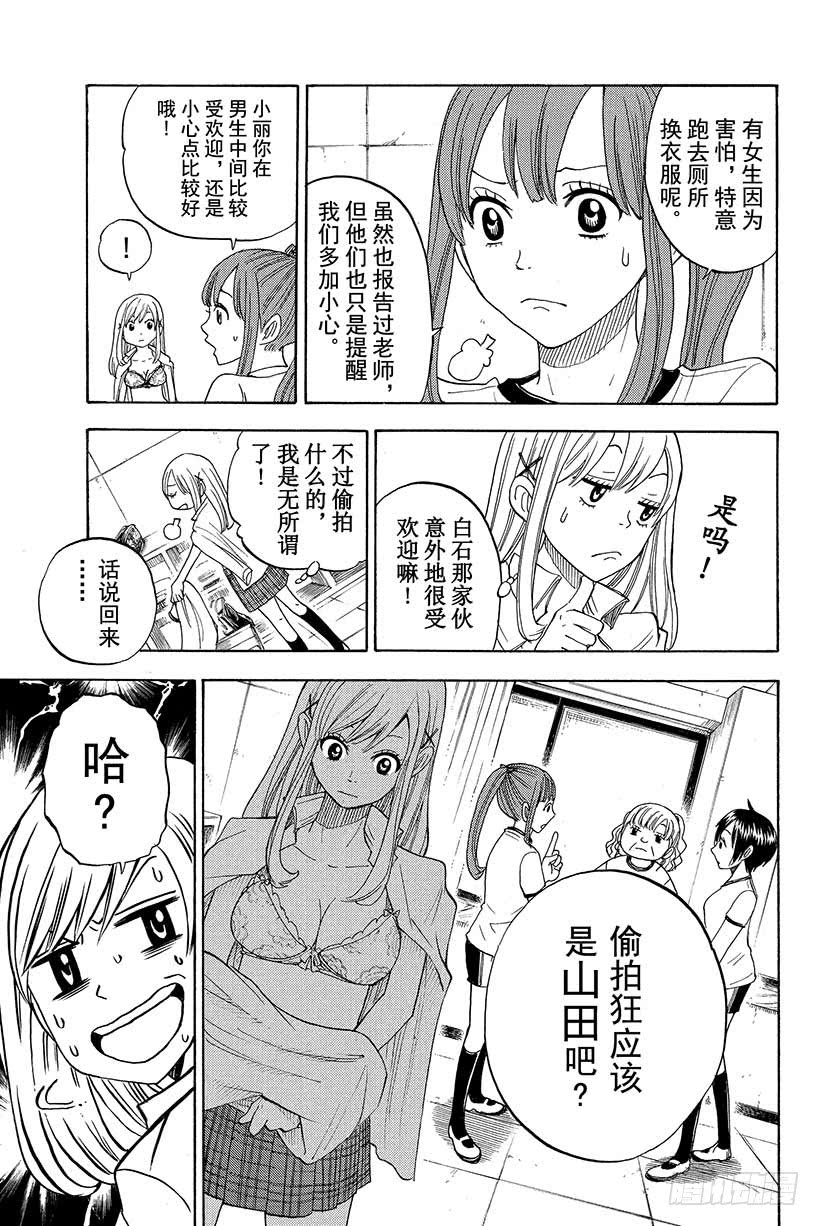 有女生因为
害怕，特意
跑去厕所
换衣服呢。
虽然也报告过老师，
但他们也只是提醒
我们多加小心。
小丽你在
男生中间比较
受欢迎，还是
小心点比较好
哦！
！
是吗！
白石那家伙
意外地很受
欢迎嘛！
不过偷拍
什么的，
我是无所谓
了！
话说回来
……
偷拍狂应该
是山田吧？
哈？